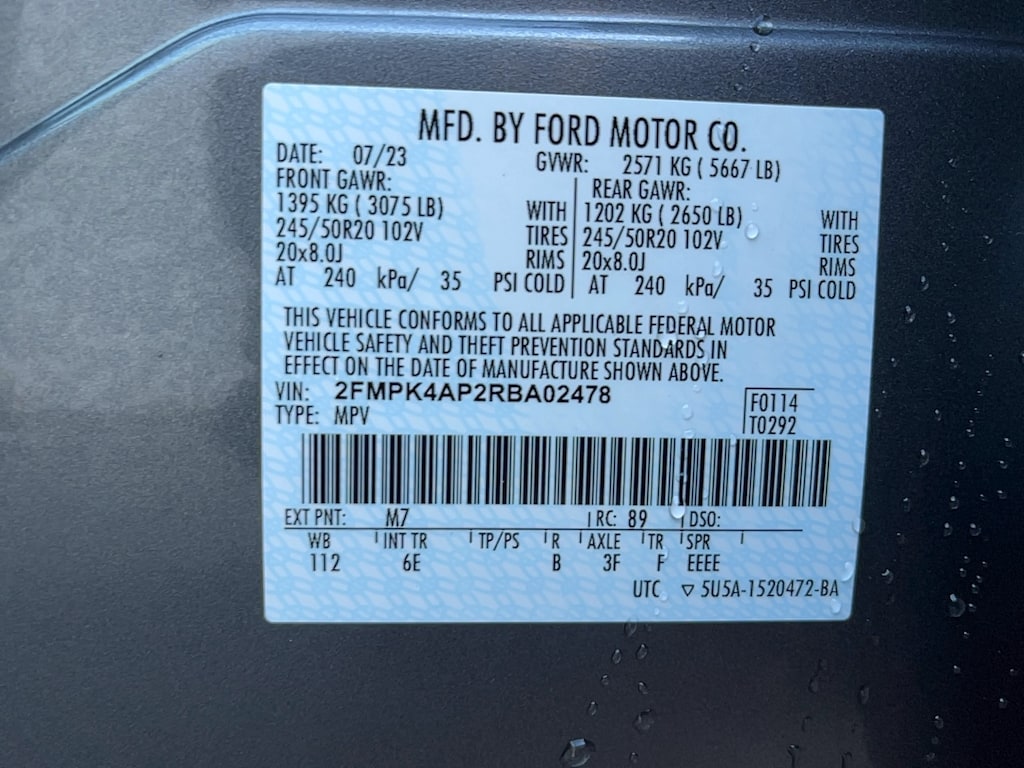 MFD. BY FORD MOTOR CO.
DATE: 07/23 GVWR: 2571 KG ( 5667 LB)
FRONT GAWR: REAR GAWR:
1395 KG ( 3075 LB) WITH 1202 KG ( 2650 LB) WITH
245/50R20 102V TIRES 245/50R20 102V TIRES
20x8.0J RIMS 20x8.0J RIMS
AT 240 kPa/ 35 PSI COLD AT 240 kPa/ 35 PSI COLD
THIS VEHICLE CONFORMS TO ALL APPLICABLE FEDERAL MOTOR
VEHICLE SAFETY AND THEFT PREVENTION STANDARDS IN
EFFECT ON THE DATE OF MANUFACTURE SHOWN ABOVE.
VIN: 2FMPK4AP2RBA02478
TYPE: MPV
F0114
T0292
EXT PNT: M7 RC: 89 DSO:
WB INT TR TP/PS R AXLE TR SPR
112 6E B 3F F EEEE
UTC ▽ 5U5A-1520472-BA